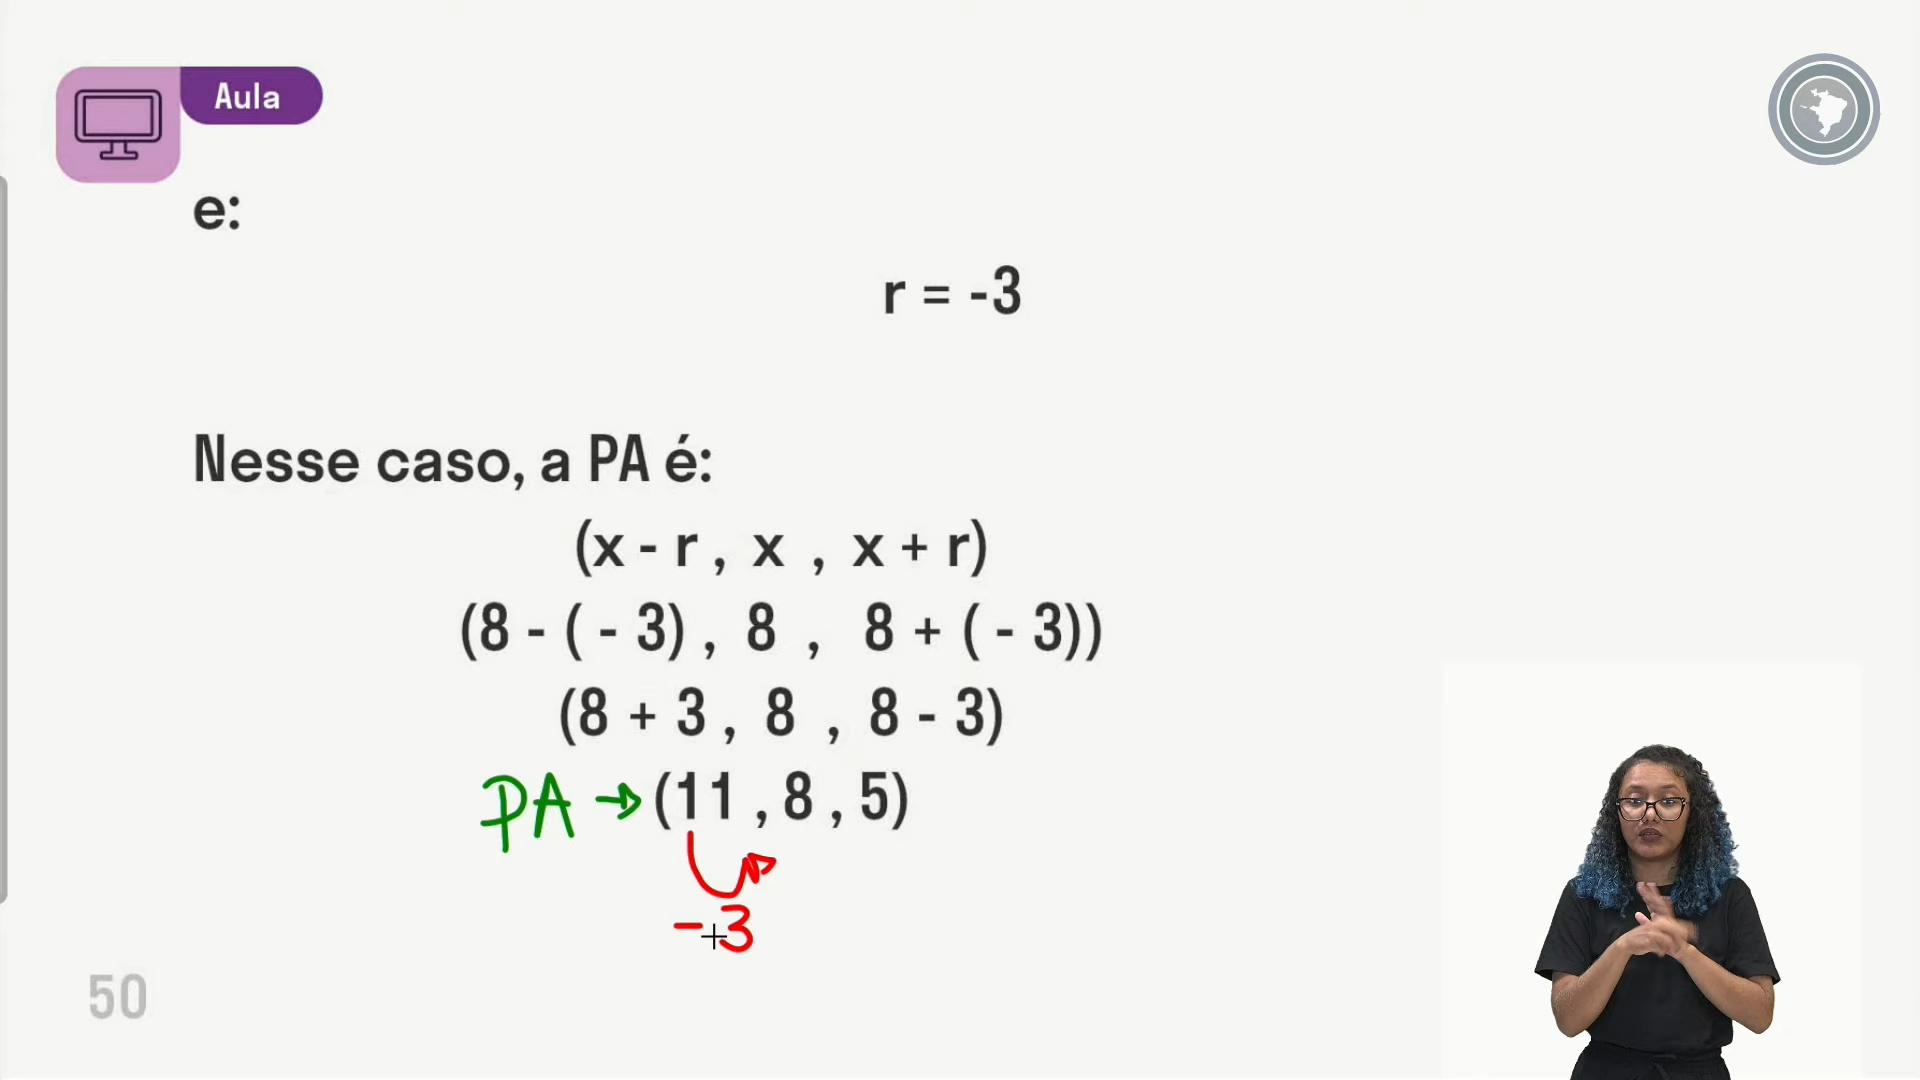 Aula
e:
r = -3
Nesse caso, a PA é:
(x - r , x , x + r)
(8 - ( - 3) , 8 , 8 + ( - 3))
(8 + 3 , 8 , 8 - 3)
PA → (11 , 8 , 5)
-3
50